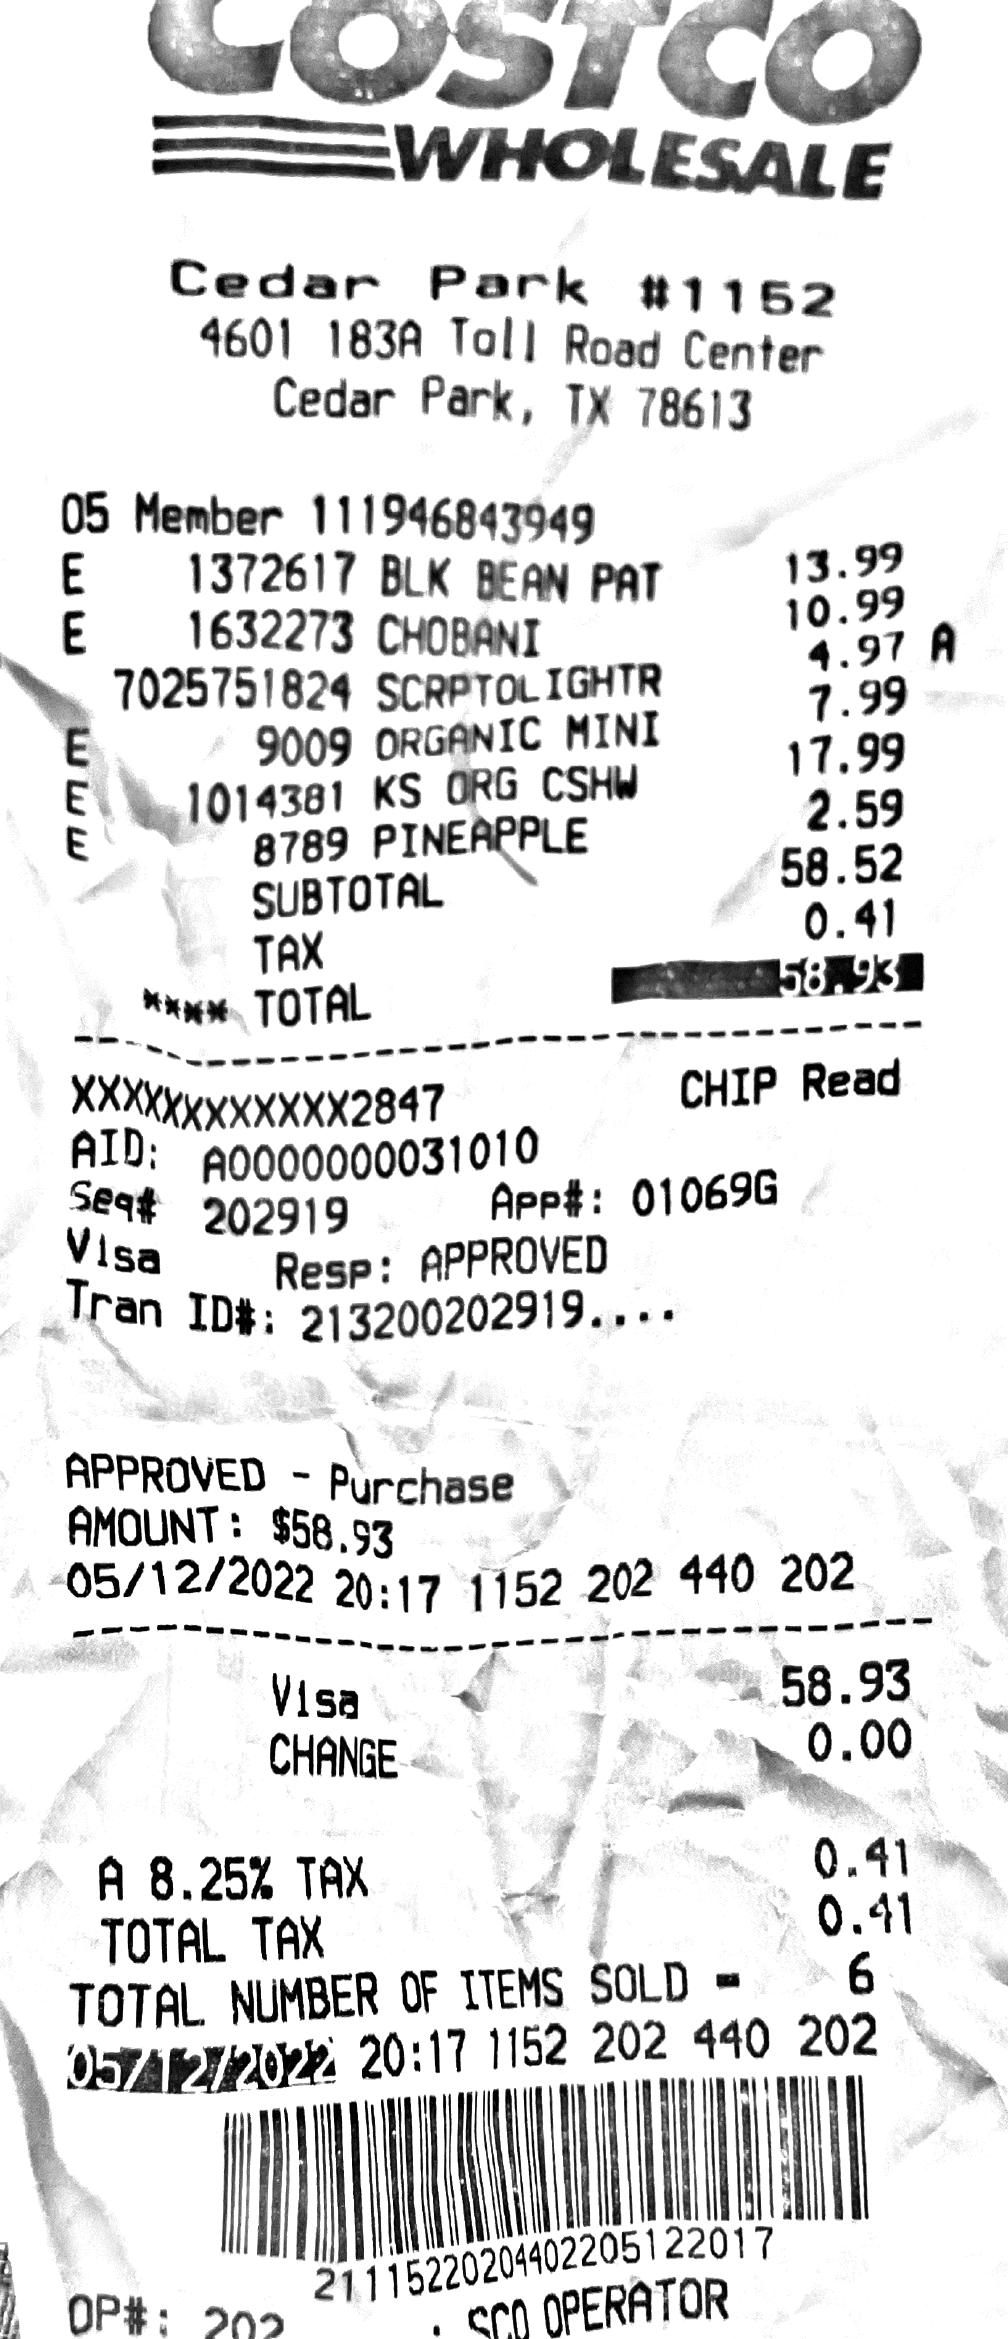 COSTCO
WHOLESALE
Cedar Park #1152
4601 183A Toll Road Center
Cedar Park, TX 78613
05 Member 111946843949
E 1372617 BLK BEAN PAT 13.99
E 1632273 CHOBANI 10.99
7025751824 SCRPTOLIGHTR 4.97 A
E 9009 ORGANIC MINI 7.99
E 1014381 KS ORG CSHW 17.99
E 8789 PINEAPPLE 2.59
SUBTOTAL 58.52
TAX 0.41
**** TOTAL 58.93
XXXXXXXXXXXX2847 CHIP Read
AID: A0000000031010
Seq# 202919 App#: 01069G
Visa Resp: APPROVED
Tran ID#: 213200202919....
APPROVED - Purchase
AMOUNT: $58.93
05/12/2022 20:17 1152 202 440 202
Visa 58.93
CHANGE 0.00
A 8.25% TAX 0.41
TOTAL TAX 0.41
TOTAL NUMBER OF ITEMS SOLD = 6
05/12/2022 20:17 1152 202 440 202
21115220204402205122017
OP#: 202 : SCO OPERATOR